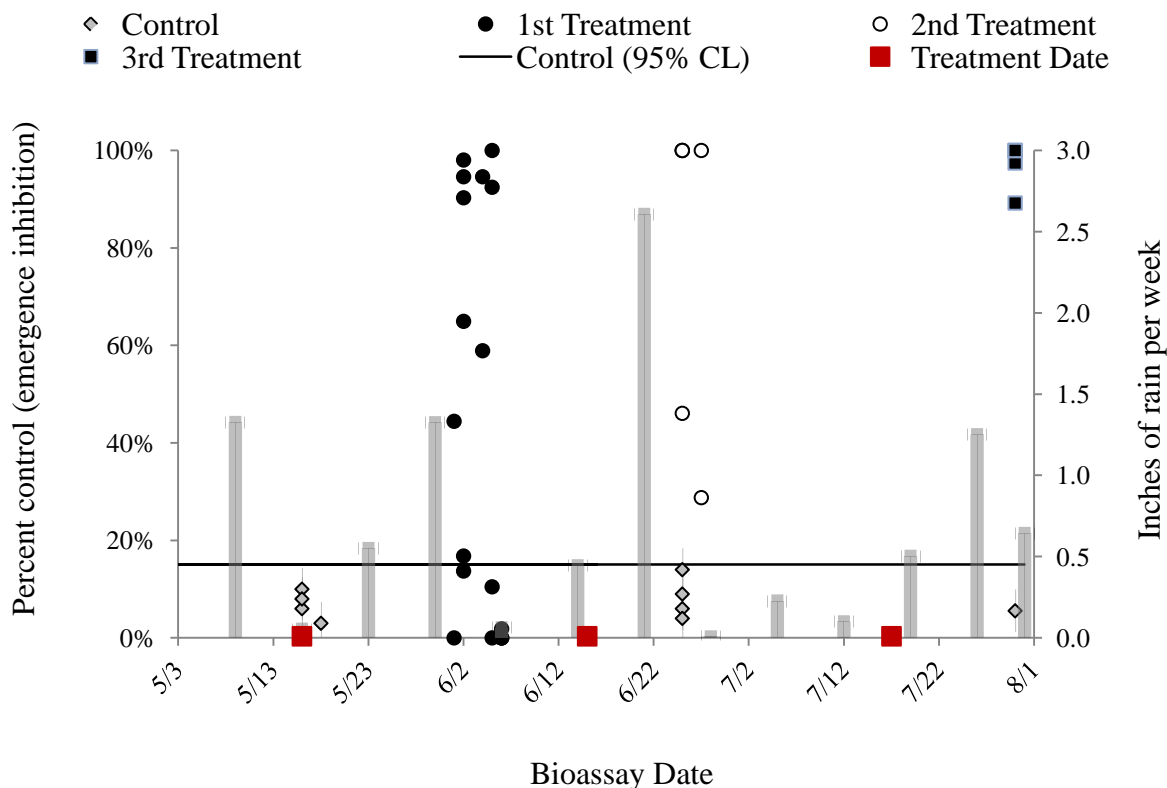 Control 1st Treatment 2nd Treatment
3rd Treatment Control (95% CL) Treatment Date
Percent control (emergence inhibition)
100%
80%
60%
40%
20%
0%
3.0
2.5
2.0
1.5
1.0
0.5
0.0
Inches of rain per week
5/3 5/13 5/23 6/2 6/12 6/22 7/2 7/12 7/22 8/1
Bioassay Date